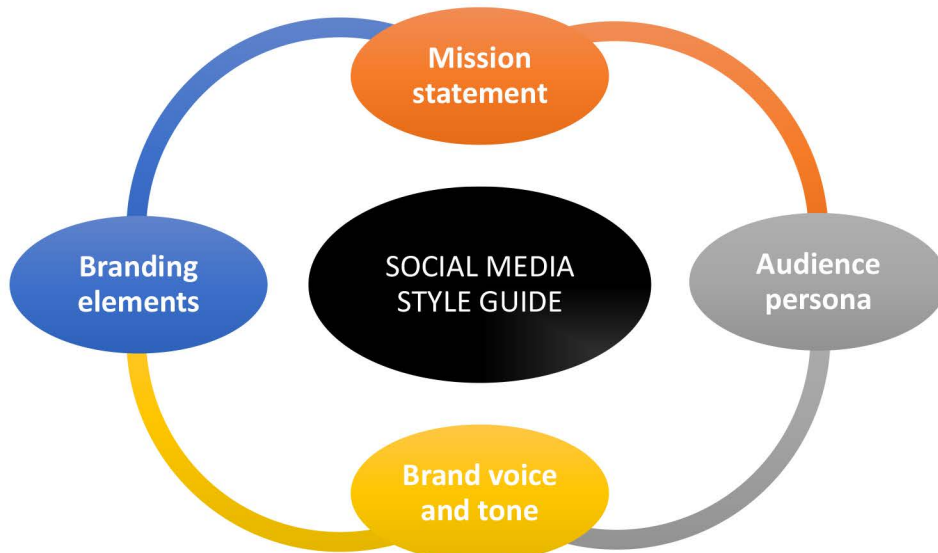 Mission
statement
Branding
elements
SOCIAL MEDIA
STYLE GUIDE
Audience
persona
Brand voice
and tone